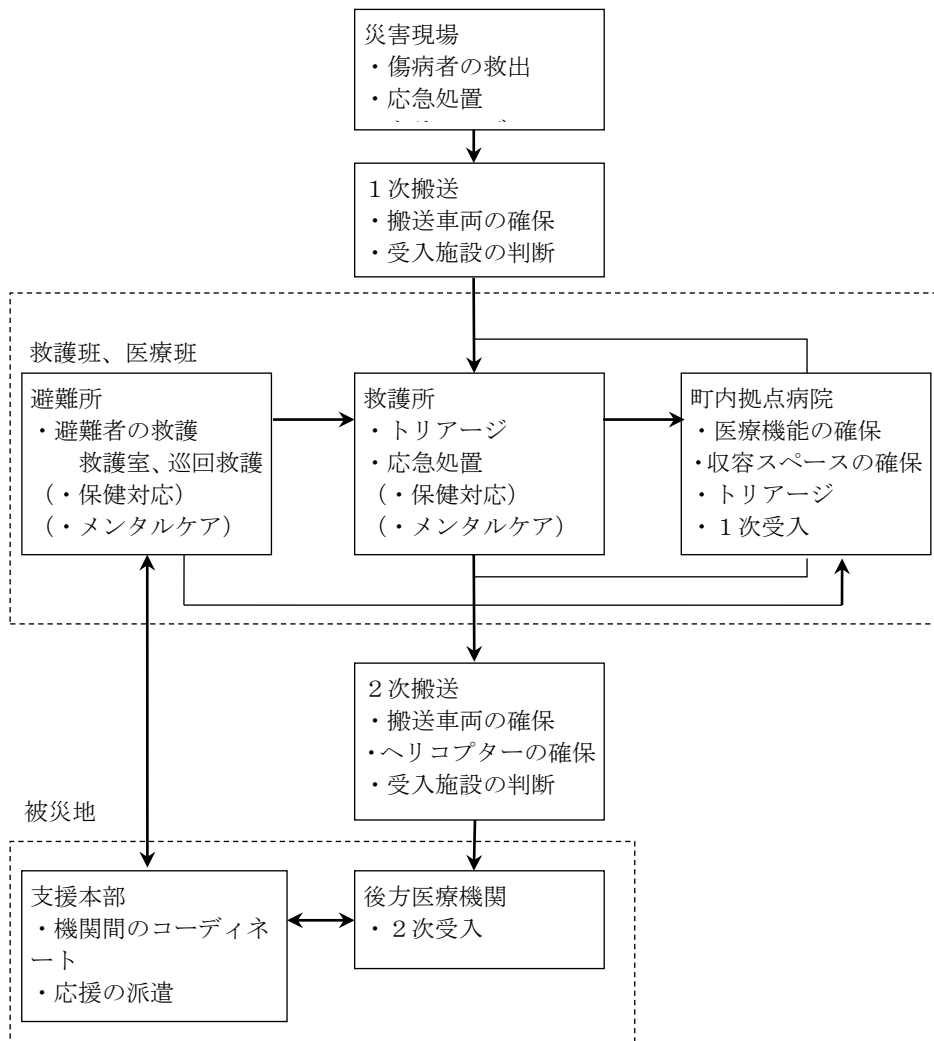 災害現場
・傷病者の救出
・応急処置
１次搬送
・搬送車両の確保
・受入施設の判断
救護班、医療班
避難所
・避難者の救護
救護室、巡回救護
（・保健対応）
（・メンタルケア）
救護所
・トリアージ
・応急処置
（・保健対応）
（・メンタルケア）
町内拠点病院
・医療機能の確保
・収容スペースの確保
・トリアージ
・１次受入
２次搬送
・搬送車両の確保
・ヘリコプターの確保
・受入施設の判断
被災地
支援本部
・機関間のコーディネ
ート
・応援の派遣
後方医療機関
・２次受入